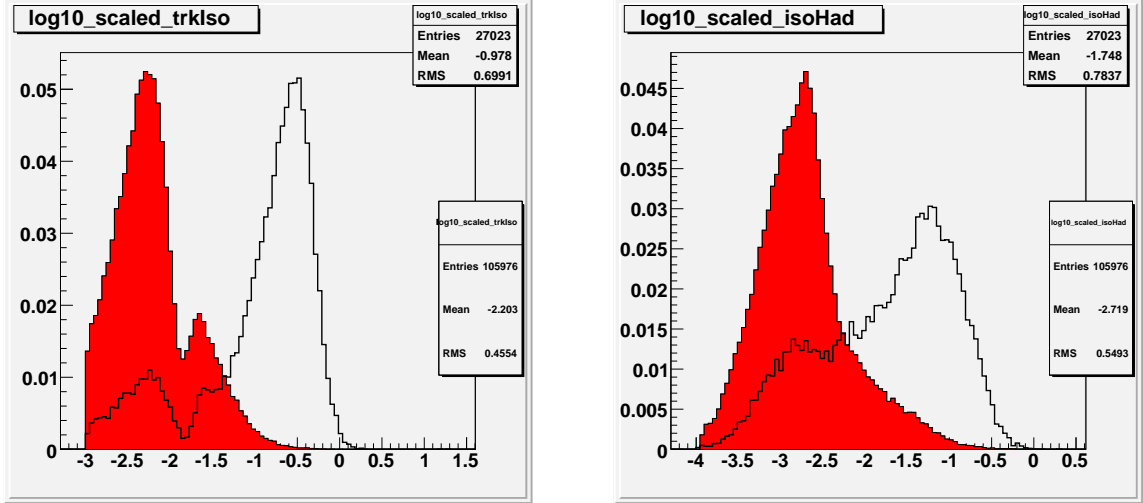 log10_scaled_trkIso
log10_scaled_trkIso
Entries 27023
Mean -0.978
RMS 0.6991
log10_scaled_trkIso
Entries 105976
Mean -2.203
RMS 0.4554
0.05
0.04
0.03
0.02
0.01
0
-3 -2.5 -2 -1.5 -1 -0.5 0 0.5 1 1.5
log10_scaled_isoHad
log10_scaled_isoHad
Entries 27023
Mean -1.748
RMS 0.7837
log10_scaled_isoHad
Entries 105976
Mean -2.719
RMS 0.5493
0.045
0.04
0.035
0.03
0.025
0.02
0.015
0.01
0.005
0
-4 -3.5 -3 -2.5 -2 -1.5 -1 -0.5 0 0.5